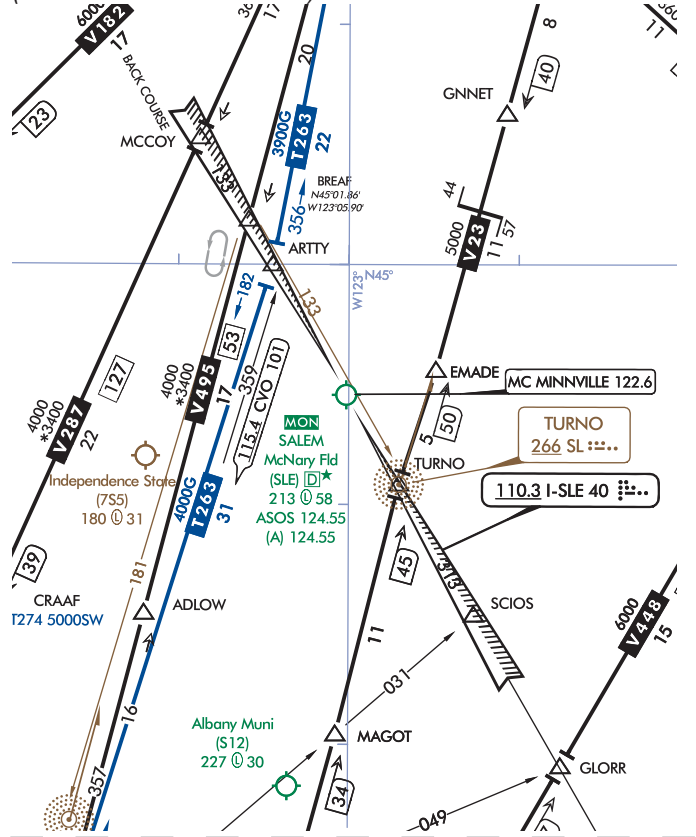 6000
V182
17
36
17
8
11
BACK COURSE
20
GNNET
40
23
MCCOY
3900G
T263
22
133
BREAF
N45°01.86'
W123°05.90'
44
356
5000
V23
11
57
ARTTY
N45°
W123°
182
133
53
4000
*3400
V495
17
359
115.4 CVO 101
EMADE
MC MINNVILLE 122.6
127
4000
*3400
V287
22
MON
SALEM
McNary Fld
(SLE) D★
213 Ⓛ 58
ASOS 124.55
(A) 124.55
5
50
TURNO
TURNO
266 SL
Independence State
(7S5)
180 Ⓛ 31
4000G
T263
31
110.3 I-SLE 40
39
181
45
313
CRAAF
T274 5000SW
ADLOW
SCIOS
6000
V448
15
11
031
16
Albany Muni
(S12)
227 Ⓛ 30
MAGOT
GLORR
357
34
049